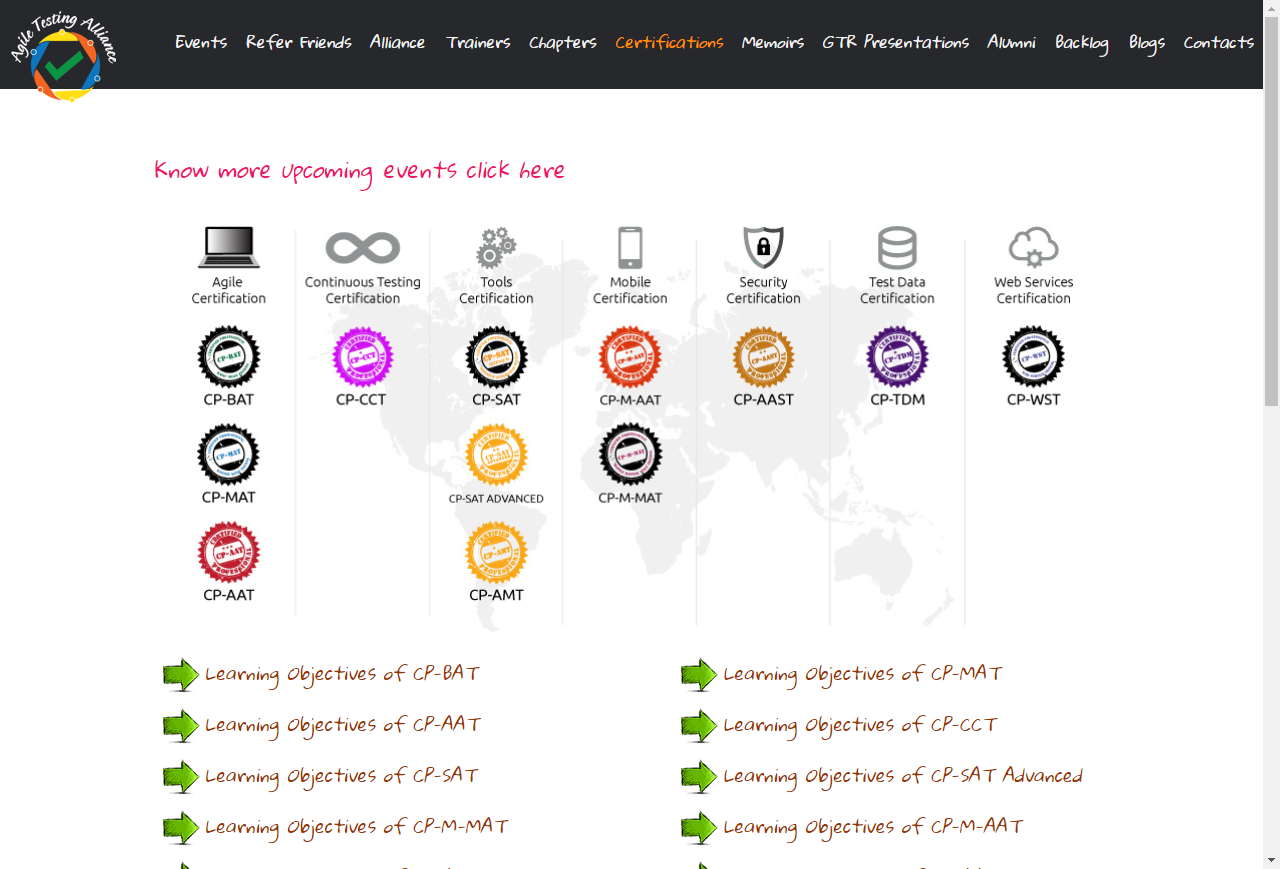 Agile Testing Alliance
Events Refer Friends Alliance Trainers Chapters Certifications Memoirs GTR Presentations Alumni Backlog Blogs Contacts
Know more upcoming events click here
Agile Certification
Continuous Testing Certification
Tools Certification
Mobile Certification
Security Certification
Test Data Certification
Web Services Certification
CP-BAT CP-CCT CP-SAT CP-M-AAT CP-AAST CP-TDM CP-WST
CP-MAT CP-SAT ADVANCED CP-M-MAT
CP-AAT CP-AMT
Learning Objectives of CP-BAT
Learning Objectives of CP-MAT
Learning Objectives of CP-AAT
Learning Objectives of CP-CCT
Learning Objectives of CP-SAT
Learning Objectives of CP-SAT Advanced
Learning Objectives of CP-M-MAT
Learning Objectives of CP-M-AAT